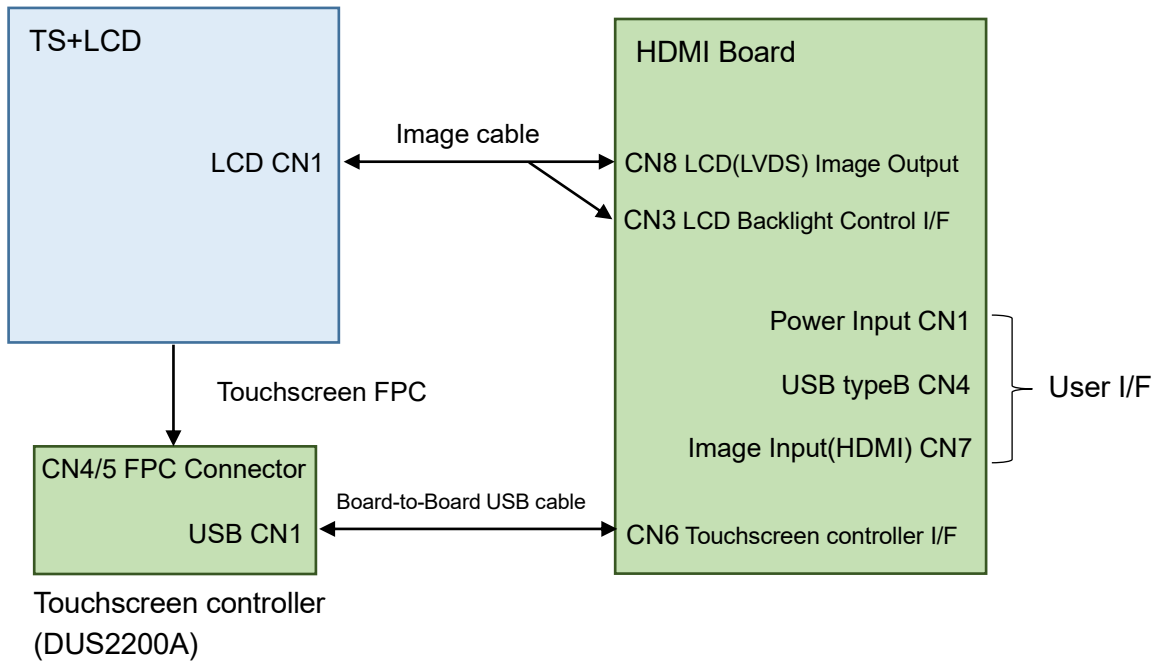 TS+LCD
LCD CN1
Image cable
HDMI Board
CN8 LCD(LVDS) Image Output
CN3 LCD Backlight Control I/F
Power Input CN1
USB typeB CN4
Image Input(HDMI) CN7
User I/F
Touchscreen FPC
CN4/5 FPC Connector
USB CN1
Board-to-Board USB cable
CN6 Touchscreen controller I/F
Touchscreen controller
(DUS2200A)